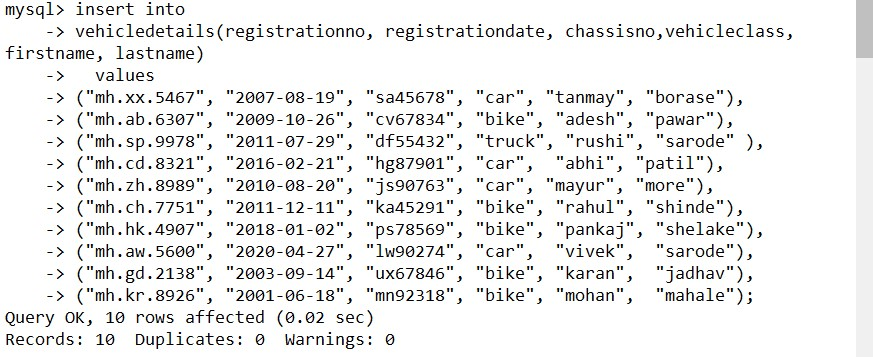 mysql> insert into
    -> vehicledetails(registrationno, registrationdate, chassisno,vehicleclass,
firstname, lastname)
    ->   values
    -> ("mh.xx.5467", "2007-08-19", "sa45678", "car", "tanmay", "borase"),
    -> ("mh.ab.6307", "2009-10-26", "cv67834", "bike", "adesh", "pawar"),
    -> ("mh.sp.9978", "2011-07-29", "df55432", "truck", "rushi", "sarode" ),
    -> ("mh.cd.8321", "2016-02-21", "hg87901", "car", "abhi", "patil"),
    -> ("mh.zh.8989", "2010-08-20", "js90763", "car", "mayur", "more"),
    -> ("mh.ch.7751", "2011-12-11", "ka45291", "bike", "rahul", "shinde"),
    -> ("mh.hk.4907", "2018-01-02", "ps78569", "bike", "pankaj", "shelake"),
    -> ("mh.aw.5600", "2020-04-27", "lw90274", "car", "vivek", "sarode"),
    -> ("mh.gd.2138", "2003-09-14", "ux67846", "bike", "karan", "jadhav"),
    -> ("mh.kr.8926", "2001-06-18", "mn92318", "bike", "mohan", "mahale");
Query OK, 10 rows affected (0.02 sec)
Records: 10  Duplicates: 0  Warnings: 0